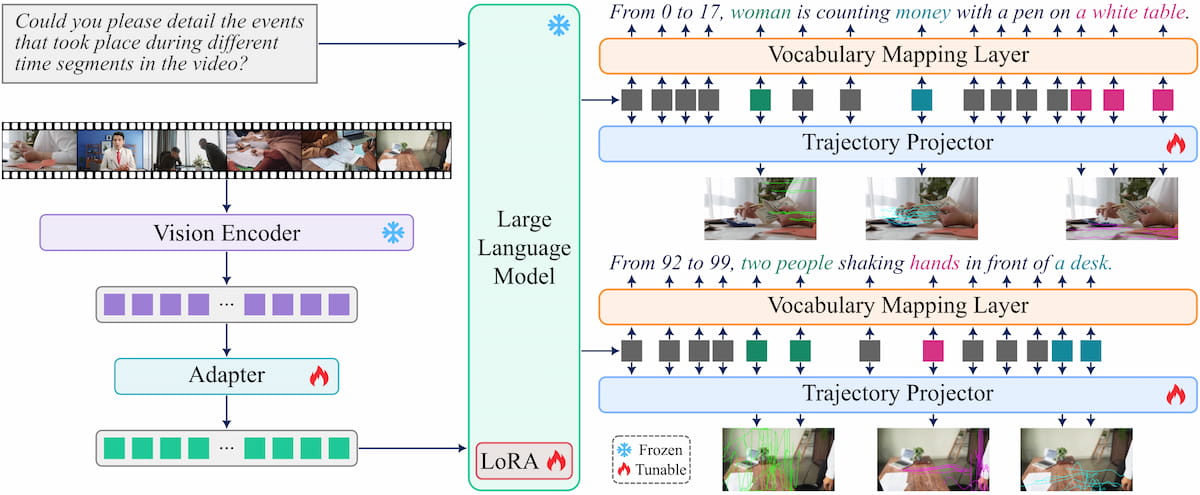 Could you please detail the events
that took place during different
time segments in the video?
Vision Encoder
...
Adapter
...
Large
Language
Model
LoRA
From 0 to 17, woman is counting money with a pen on a white table.
Vocabulary Mapping Layer
Trajectory Projector
From 92 to 99, two people shaking hands in front of a desk.
Vocabulary Mapping Layer
Trajectory Projector
Frozen
Tunable